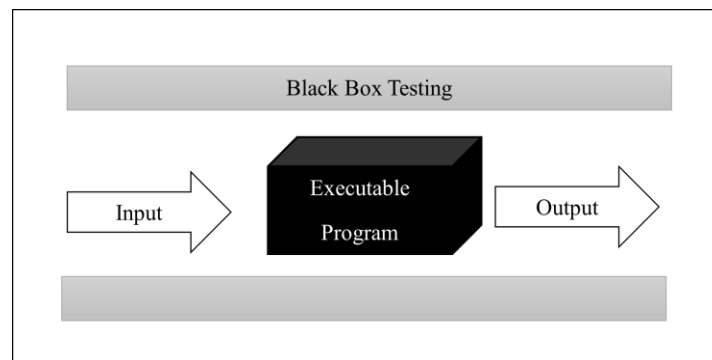 Black Box Testing
Input
Executable
Program
Output